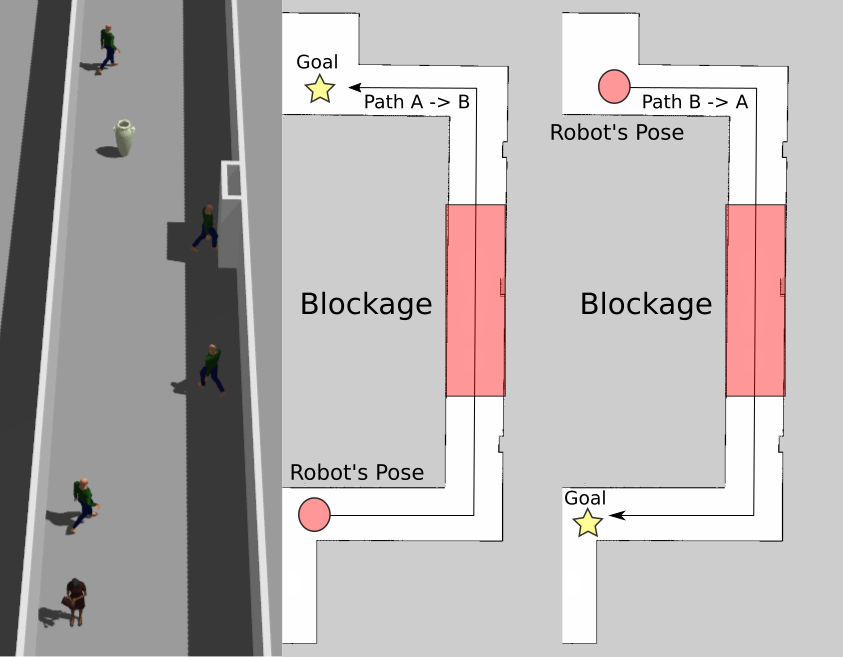 Goal
Path A -> B
Blockage
Robot's Pose
Path B -> A
Robot's Pose
Blockage
Goal